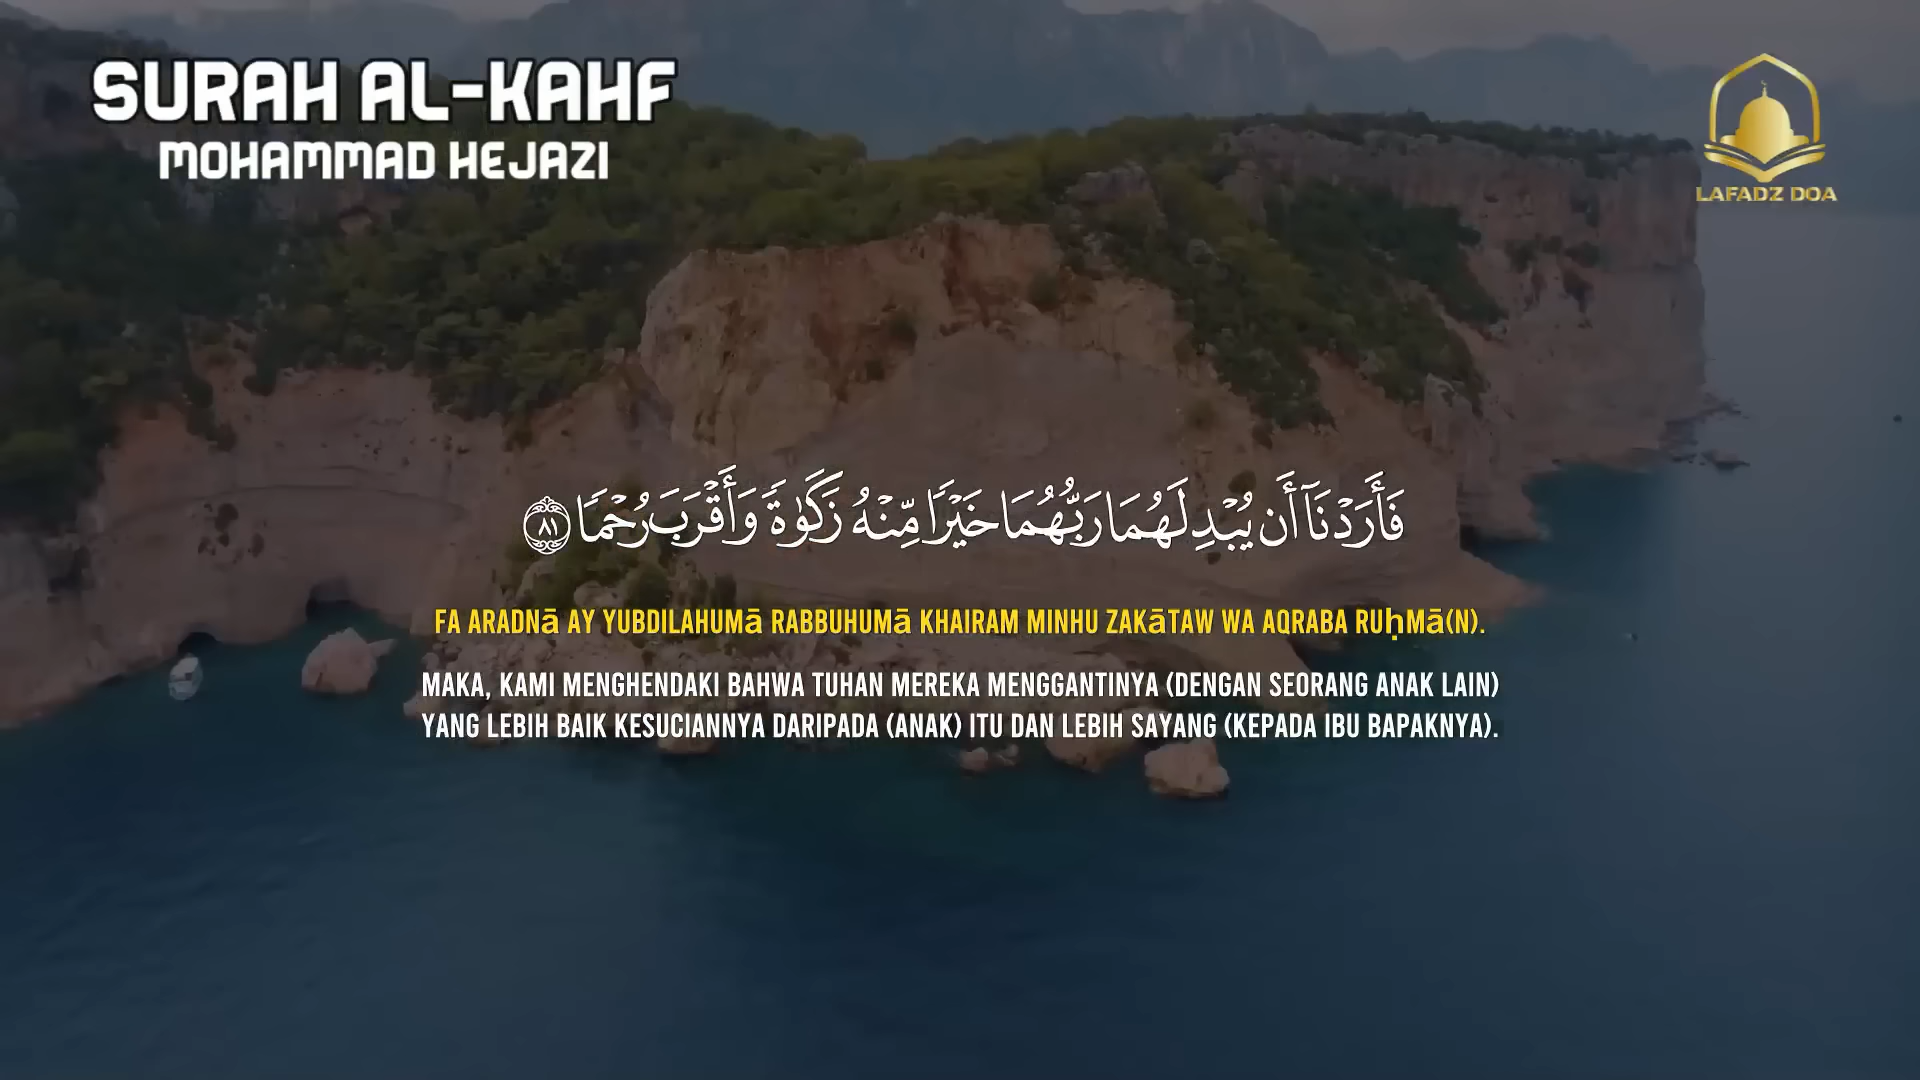 SURAH AL-KAHF
MOHAMMAD HEJAZI
LAFADZ DOA
فَأَرَدْنَآ أَن يُبْدِلَهُمَا رَبُّهُمَا خَيْرًا مِّنْهُ زَكَوٰةً وَأَقْرَبَ رُحْمًا ٨١
FA ARADNā AY YUBDILAHUMā RABBUHUMā KHAIRAM MINHU ZAKāTAW WA AQRABA RUḥMā(N).
MAKA, KAMI MENGHENDAKI BAHWA TUHAN MEREKA MENGGANTINYA (DENGAN SEORANG ANAK LAIN)
YANG LEBIH BAIK KESUCIANNYA DARIPADA (ANAK) ITU DAN LEBIH SAYANG (KEPADA IBU BAPAKNYA).